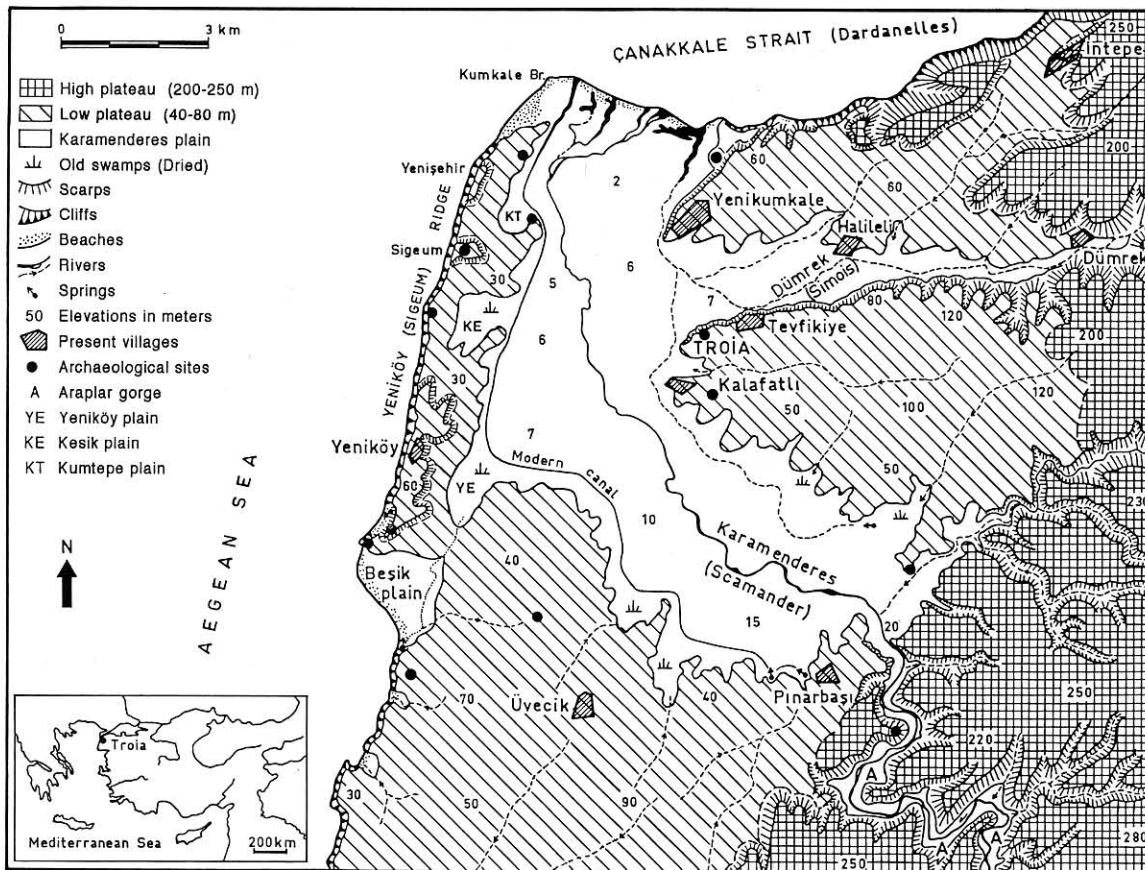 0 3 km
High plateau (200-250 m)
Low plateau (40-80 m)
Karamenderes plain
Old swamps (Dried)
Scarps
Cliffs
Beaches
Rivers
Springs
50 Elevations in meters
Present villages
Archaeological sites
A Araplar gorge
YE Yeniköy plain
KE Kesik plain
KT Kumtepe plain
ÇANAKKALE STRAIT (Dardanelles)
250
İntepe
Kumkale Br.
200
60
2
Yenişehir
60
Yenikumkale
KT
Halileli
Sigeum
6
Dümrek
(Simois)
Dümrek
30
5
7
80
KE
6
Tevfikiye
120
200
TROİA
YENİKÖY (SIGEUM) RIDGE
30
Kalafatlı
120
50
100
Yeniköy
7
Modern canal
50
60
YE
10
AEGEAN SEA
N
40
Karamenderes
(Scamander)
Beşik
plain
20
15
70
Üvecik
40
Pınarbaşı
250
220
A
30
50
90
A
A
250
280
Troia
Mediterranean Sea
200km